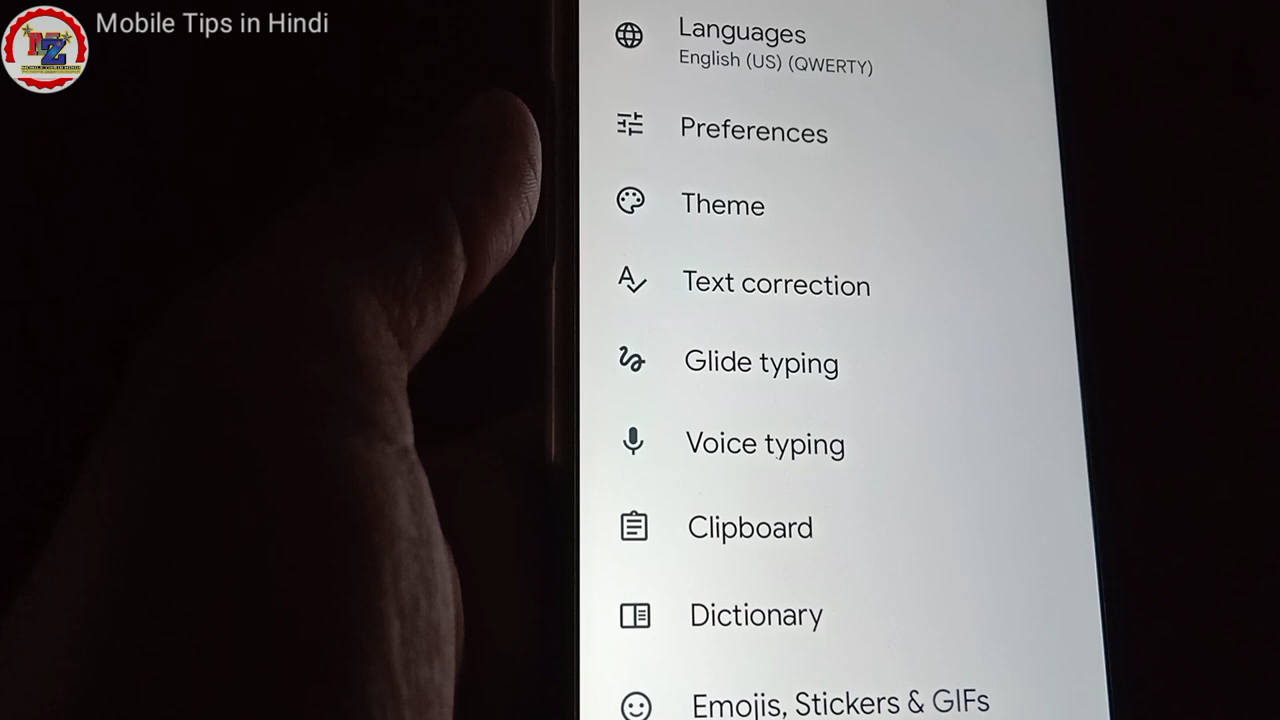 Mobile Tips in Hindi
MZ
Languages
English (US) (QWERTY)
Preferences
Theme
Text correction
Glide typing
Voice typing
Clipboard
Dictionary
Emojis, Stickers & GIFs